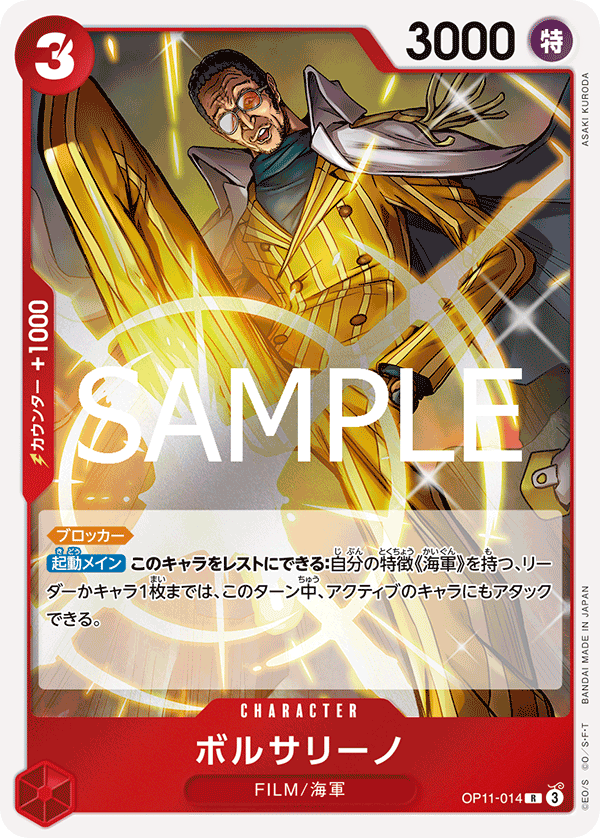 3
3000
特
ASAKI KURODA
カウンター +1000
SAMPLE
ブロッカー
起動メイン このキャラをレストにできる:自分の特徴《海軍》を持つ、リー
ダーかキャラ1枚までは、このターン中、アクティブのキャラにもアタック
できる。
CHARACTER
ボルサリーノ
FILM/海軍
OP11-014 R 3
©E.O/S ©O/S・F・T BANDAI MADE IN JAPAN